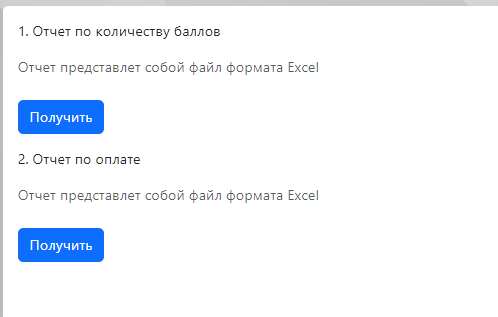 1. Отчет по количеству баллов
Отчет представлет собой файл формата Excel
Получить
2. Отчет по оплате
Отчет представлет собой файл формата Excel
Получить